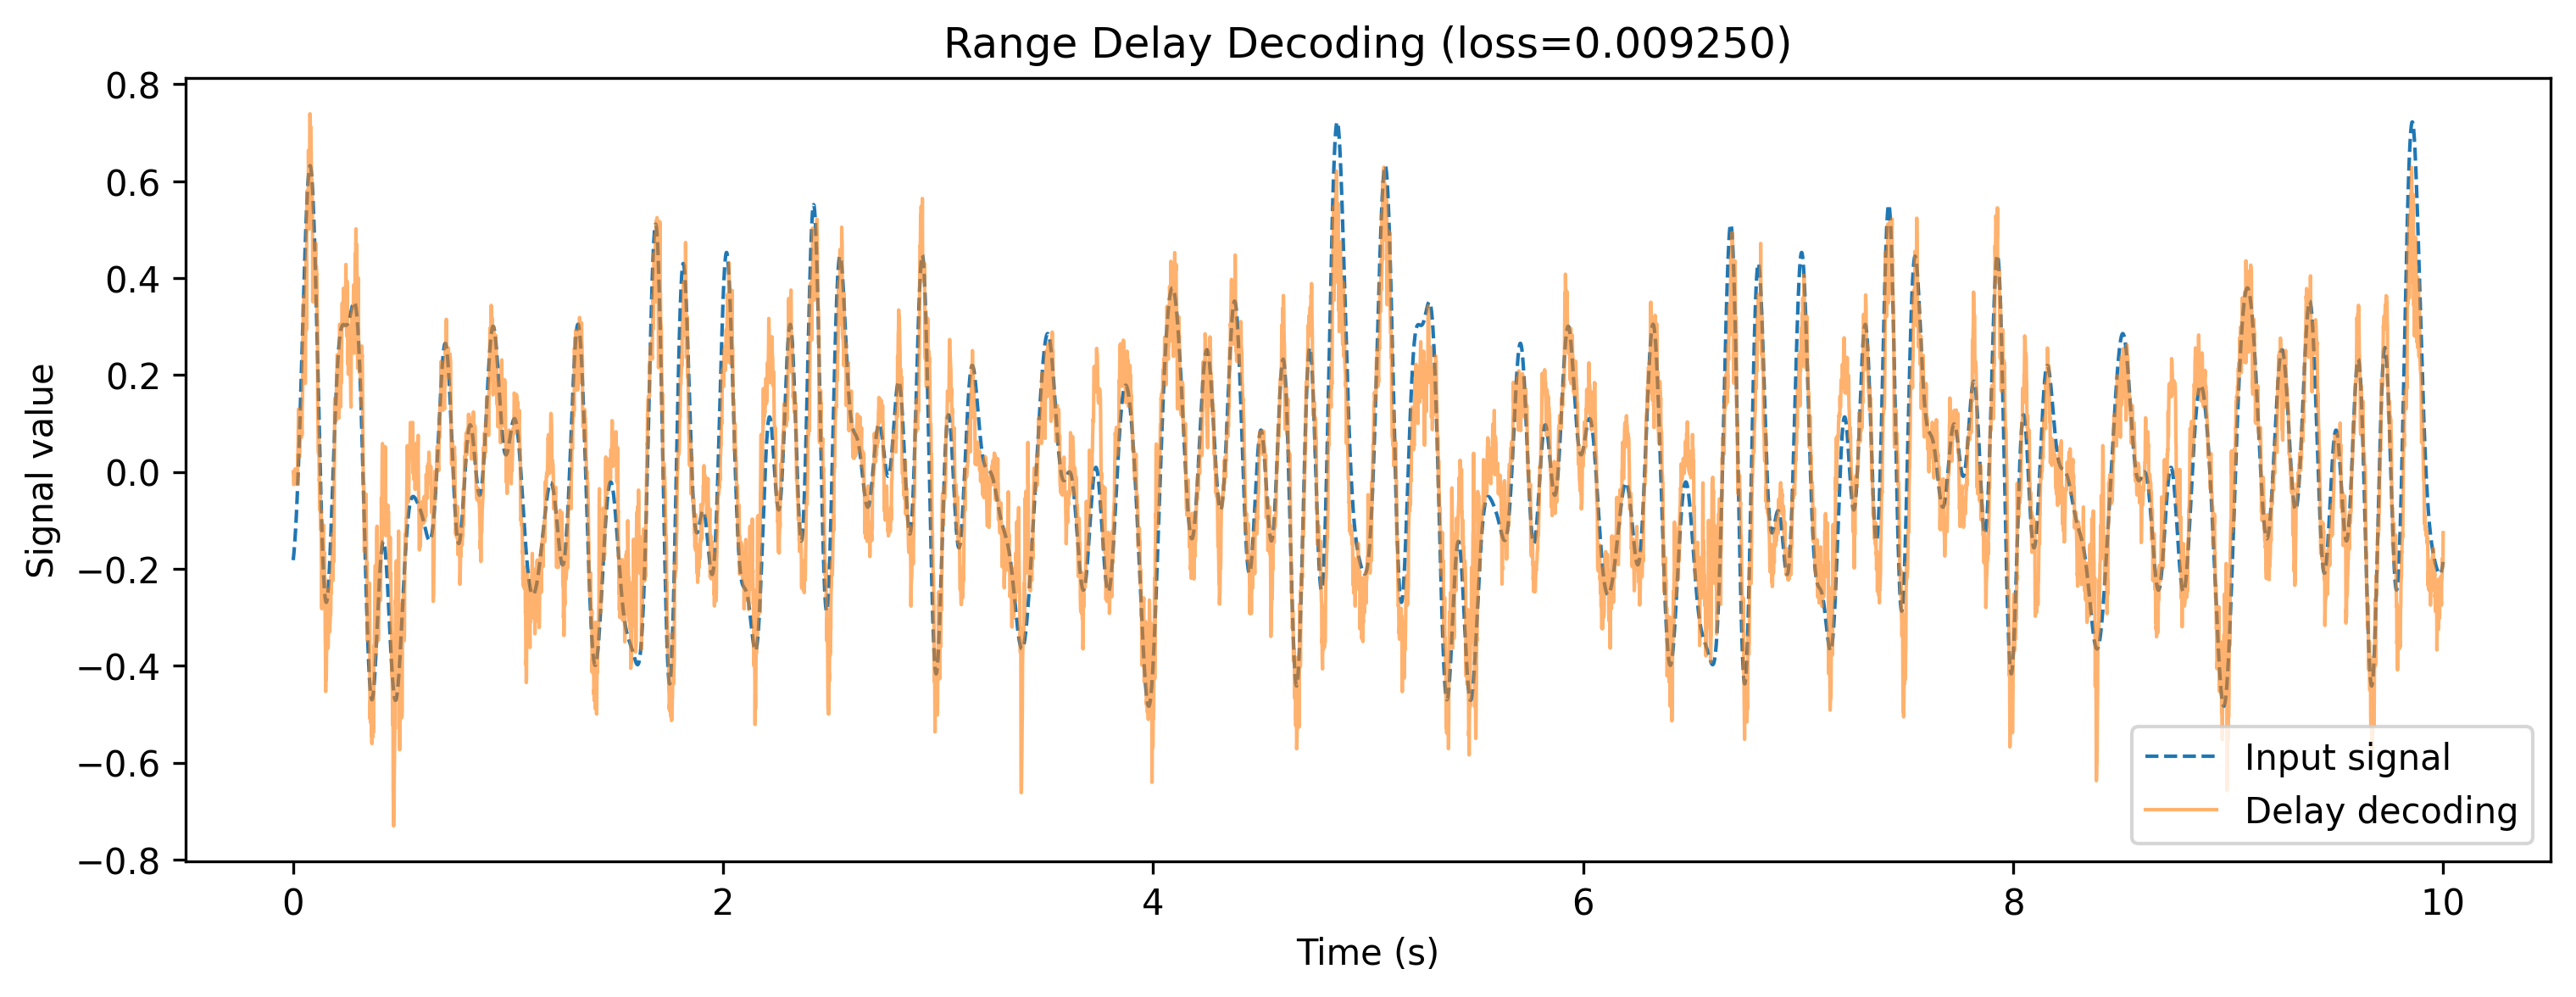 Range Delay Decoding (loss=0.009250)
0.8
0.6
0.4
0.2
0.0
−0.2
−0.4
−0.6
−0.8
Signal value
0 2 4 6 8 10
Time (s)
Input signal
Delay decoding